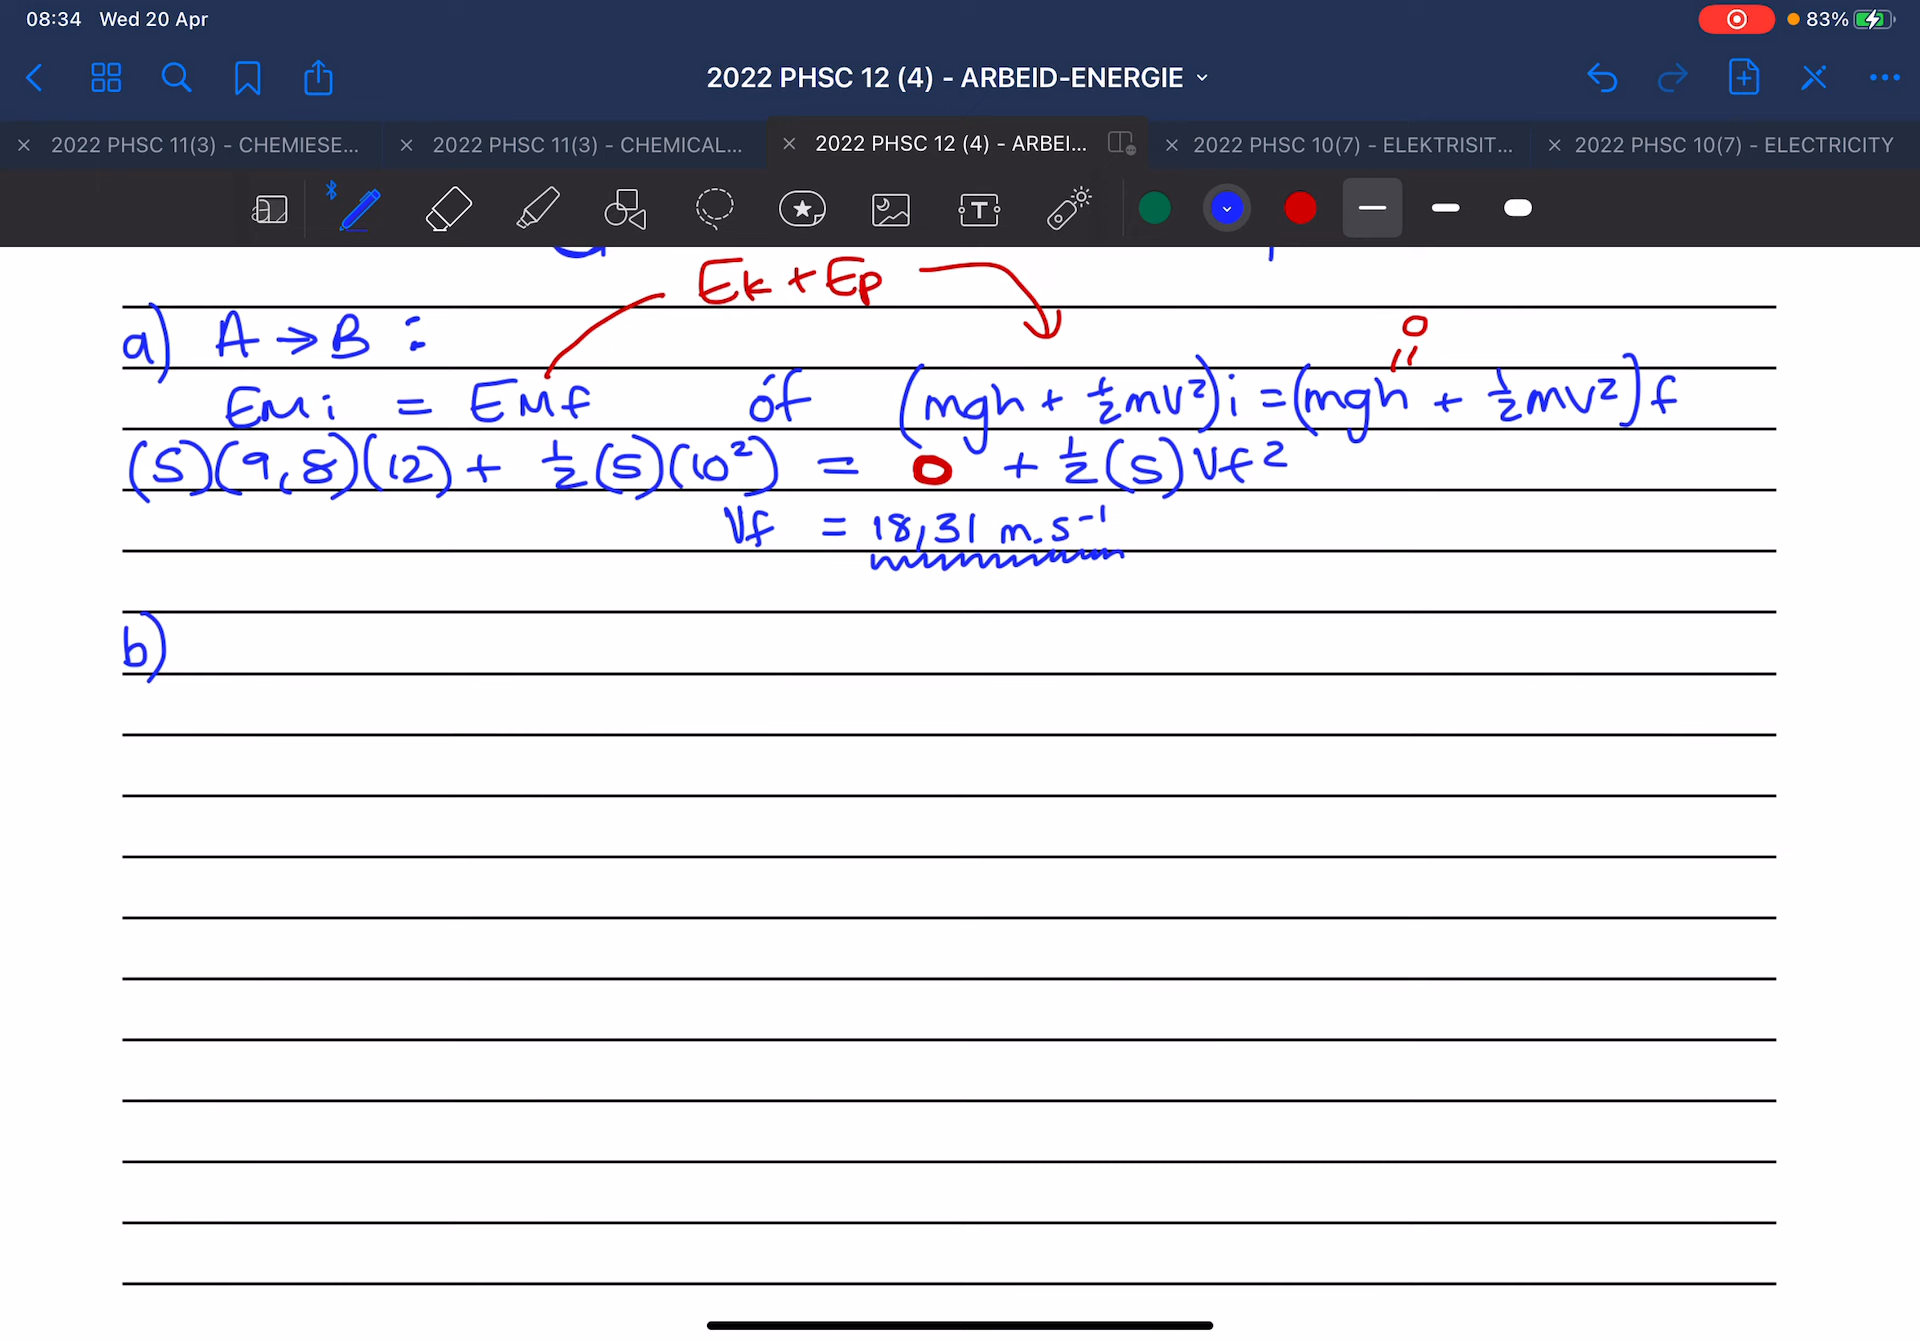 08:34 Wed 20 Apr 83%
2022 PHSC 12 (4) - ARBEID-ENERGIE
2022 PHSC 11(3) - CHEMIESE... 2022 PHSC 11(3) - CHEMICAL... 2022 PHSC 12 (4) - ARBEI... 2022 PHSC 10(7) - ELEKTRISIT... 2022 PHSC 10(7) - ELECTRICITY
T
Ek + Ep
a) A → B :
0
EMi = EMf óf (mgh + ½mv²)i = (mgh + ½mv²)f
(5)(9,8)(12) + ½(5)(10²) = 0 + ½(5)Vf²
Vf = 18,31 m.s⁻¹
b)